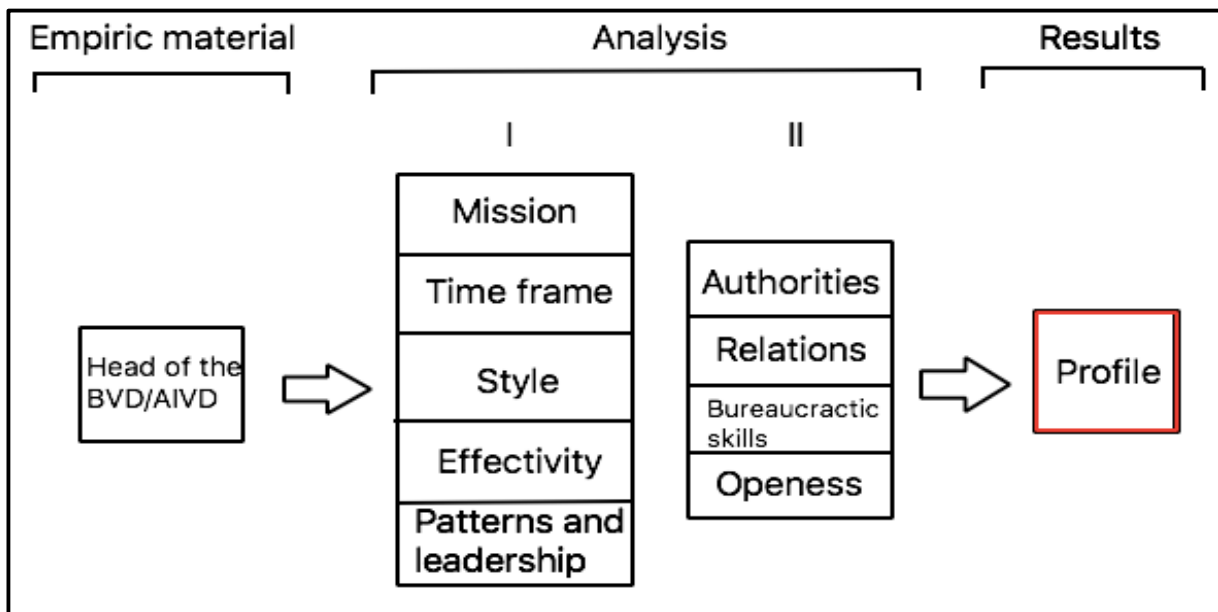 Empiric material
Analysis
Results
I
II
Head of the
BVD/AIVD
Mission
Time frame
Style
Effectivity
Patterns and
leadership
Authorities
Relations
Bureaucractic
skills
Openess
Profile